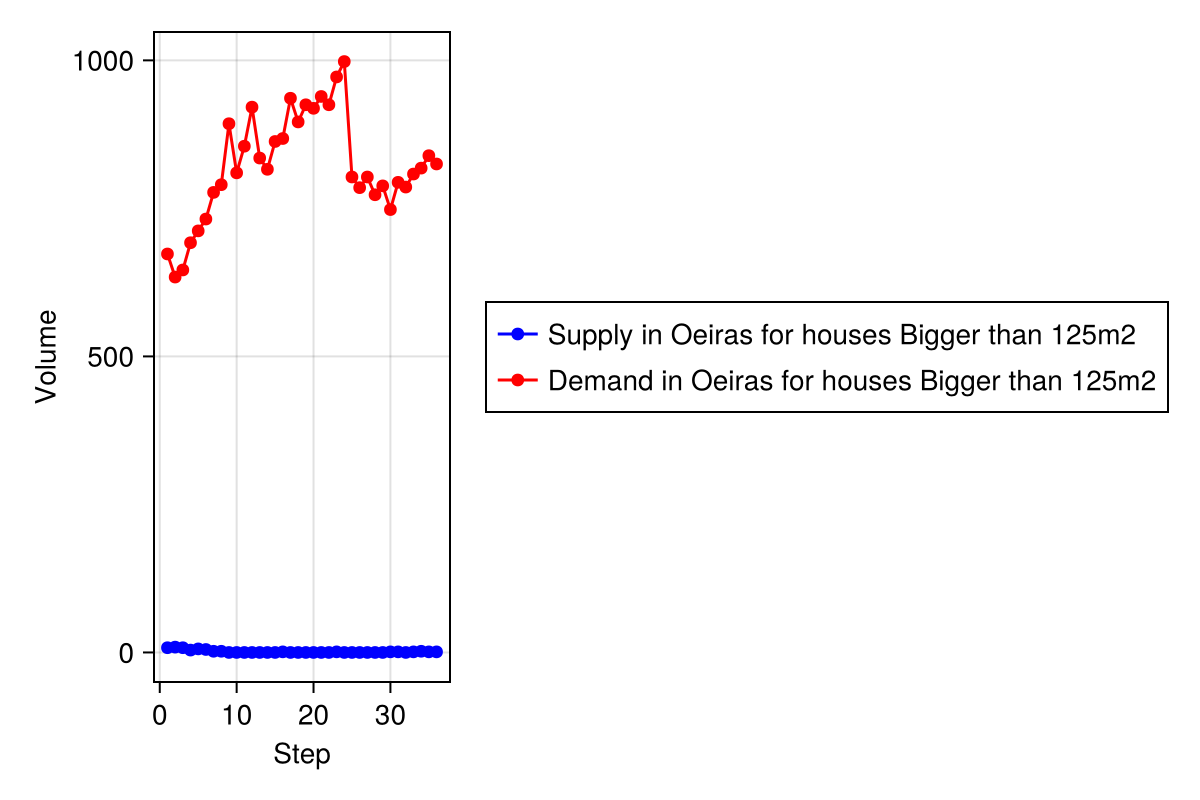 1000
500
0
Volume
0 10 20 30
Step
Supply in Oeiras for houses Bigger than 125m2
Demand in Oeiras for houses Bigger than 125m2